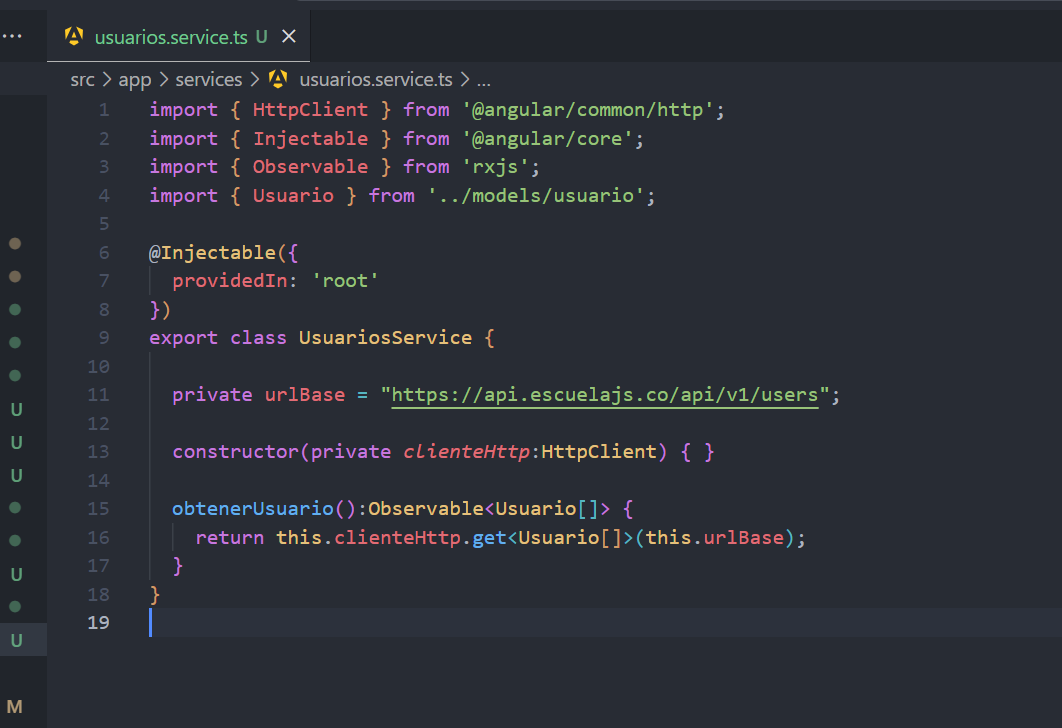 ...
usuarios.service.ts U ×
src > app > services > usuarios.service.ts > ...
1 import { HttpClient } from '@angular/common/http';
2 import { Injectable } from '@angular/core';
3 import { Observable } from 'rxjs';
4 import { Usuario } from '../models/usuario';
5
6 @Injectable({
7   providedIn: 'root'
8 })
9 export class UsuariosService {
10
11   private urlBase = "https://api.escuelajs.co/api/v1/users";
12
13   constructor(private clienteHttp:HttpClient) { }
14
15   obtenerUsuario():Observable<Usuario[]> {
16     return this.clienteHttp.get<Usuario[]>(this.urlBase);
17   }
18 }
19
U
U
U
U
U
M